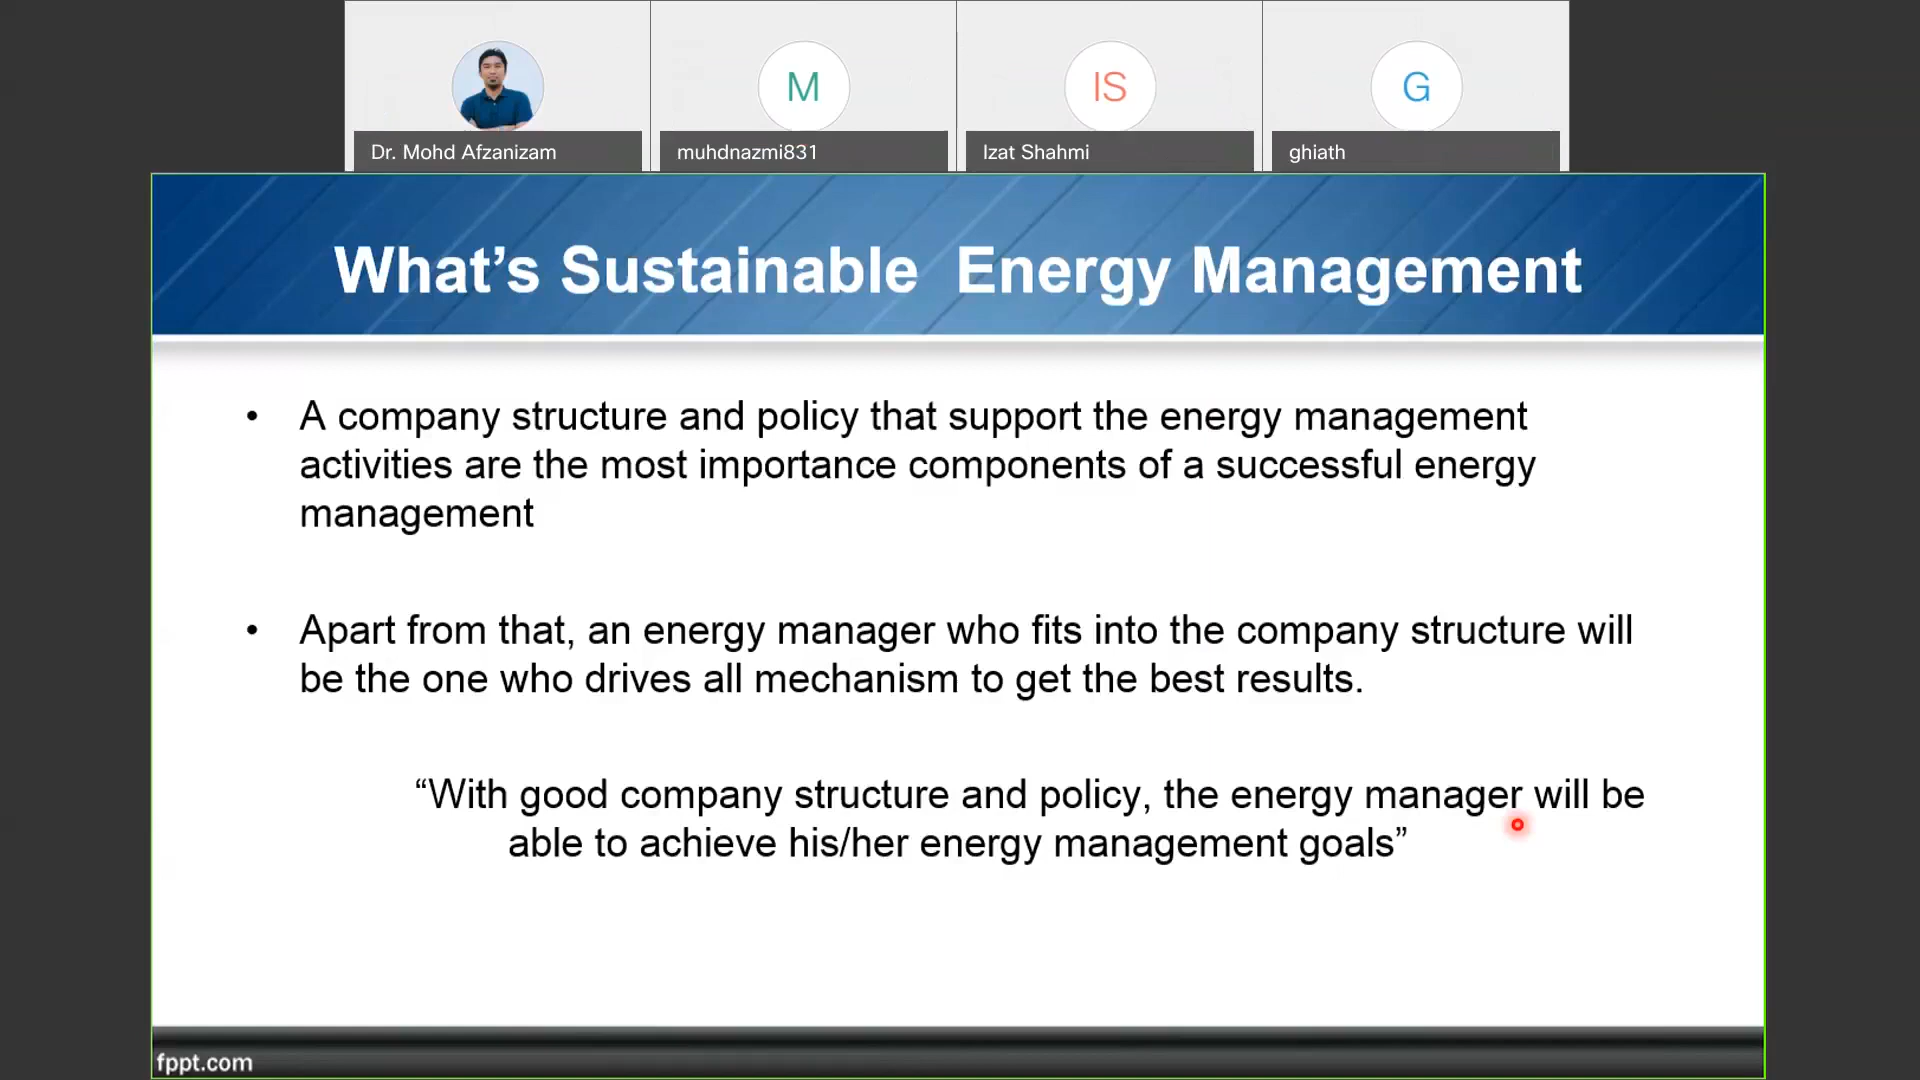 M
IS
G
Dr. Mohd Afzanizam
muhdnazmi831
Izat Shahmi
ghiath
What’s Sustainable  Energy Management
• A company structure and policy that support the energy management
activities are the most importance components of a successful energy
management
• Apart from that, an energy manager who fits into the company structure will
be the one who drives all mechanism to get the best results.
“With good company structure and policy, the energy manager will be
able to achieve his/her energy management goals”
fppt.com